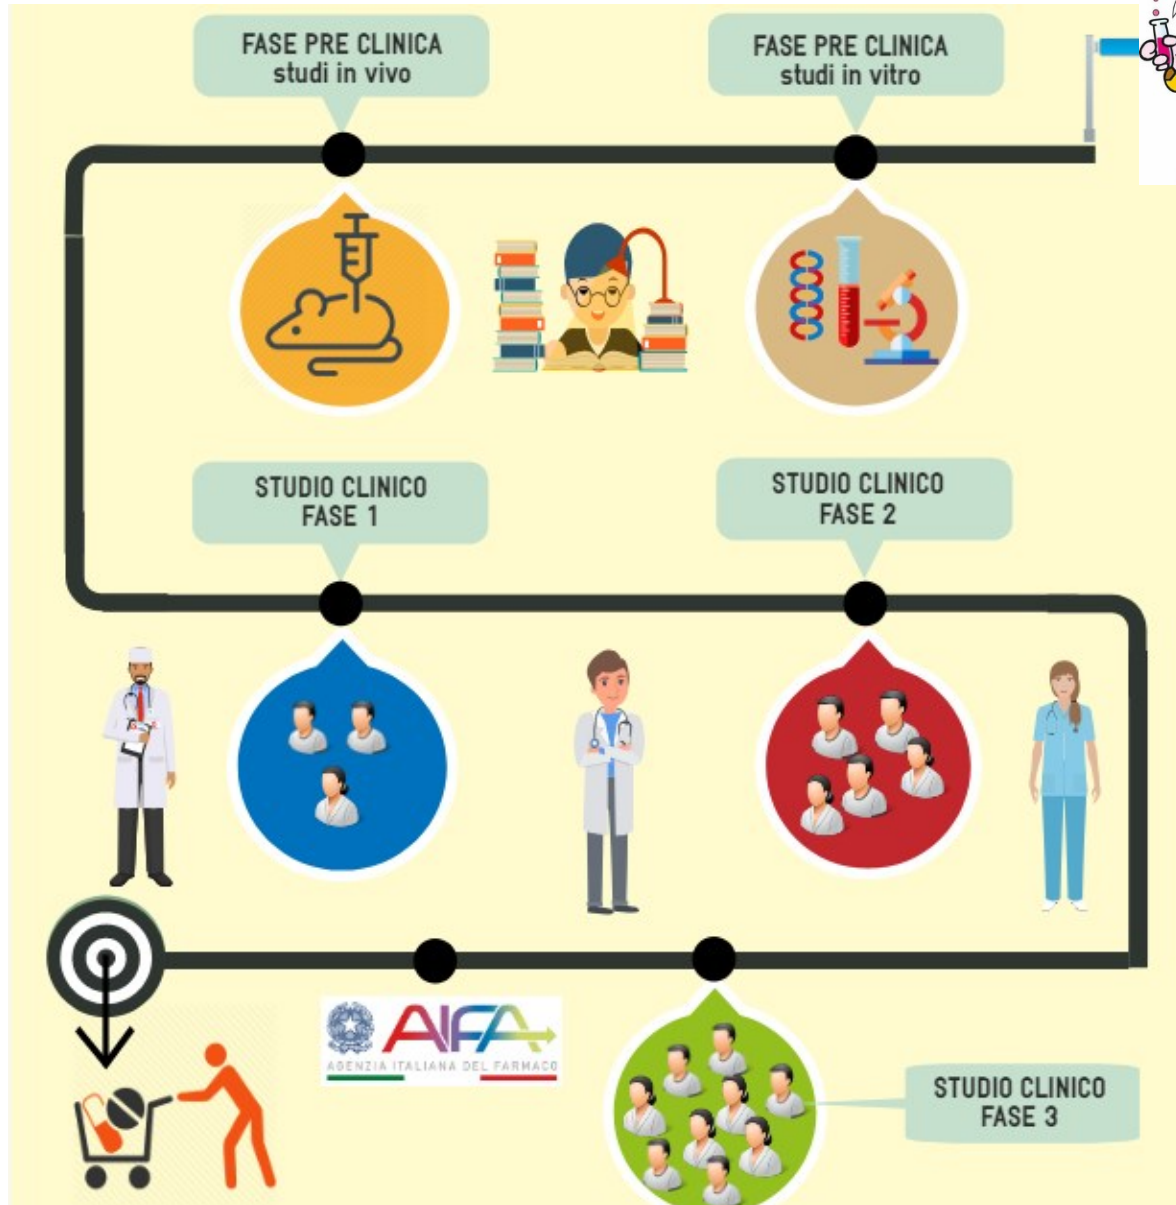 FASE PRE CLINICA
studi in vivo
FASE PRE CLINICA
studi in vitro
STUDIO CLINICO
FASE 1
STUDIO CLINICO
FASE 2
AIFA
AGENZIA ITALIANA DEL FARMACO
STUDIO CLINICO
FASE 3